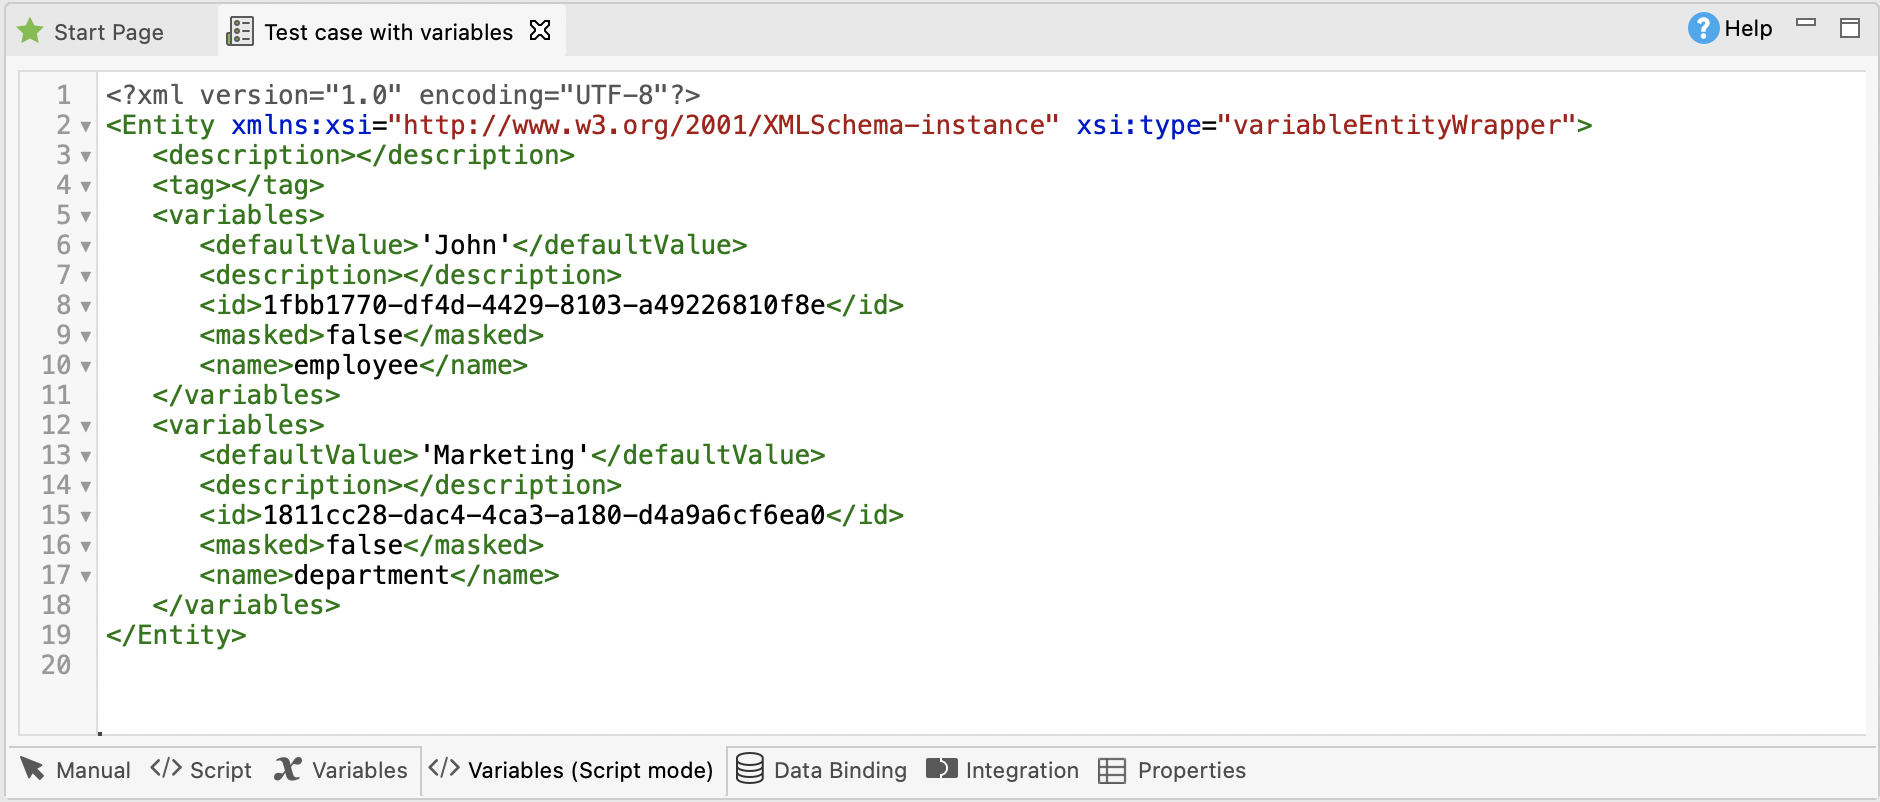 Start Page
Test case with variables
Help
1 <?xml version="1.0" encoding="UTF-8"?>
2 <Entity xmlns:xsi="http://www.w3.org/2001/XMLSchema-instance" xsi:type="variableEntityWrapper">
3    <description></description>
4    <tag></tag>
5    <variables>
6       <defaultValue>'John'</defaultValue>
7       <description></description>
8       <id>1fbb1770-df4d-4429-8103-a49226810f8e</id>
9       <masked>false</masked>
10       <name>employee</name>
11    </variables>
12    <variables>
13       <defaultValue>'Marketing'</defaultValue>
14       <description></description>
15       <id>1811cc28-dac4-4ca3-a180-d4a9a6cf6ea0</id>
16       <masked>false</masked>
17       <name>department</name>
18    </variables>
19 </Entity>
20
Manual </> Script Variables </> Variables (Script mode) Data Binding Integration Properties